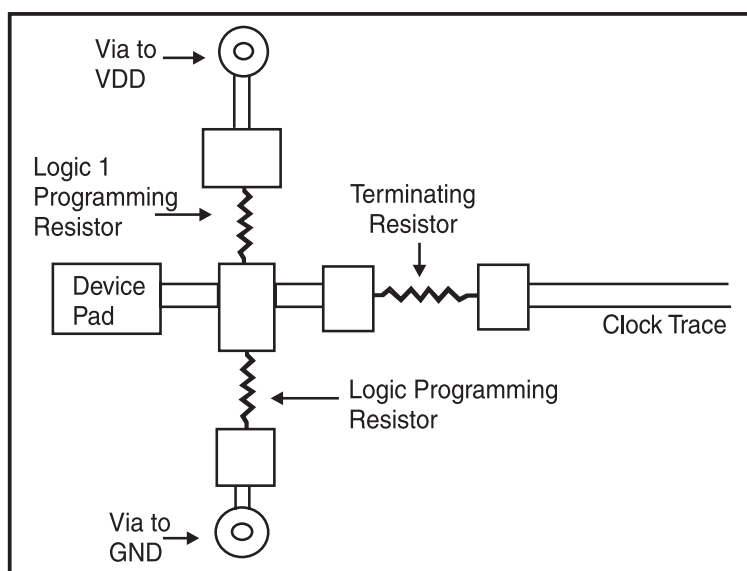 Via to
VDD
Logic 1
Programming
Resistor
Terminating
Resistor
Device
Pad
Clock Trace
Logic Programming
Resistor
Via to
GND